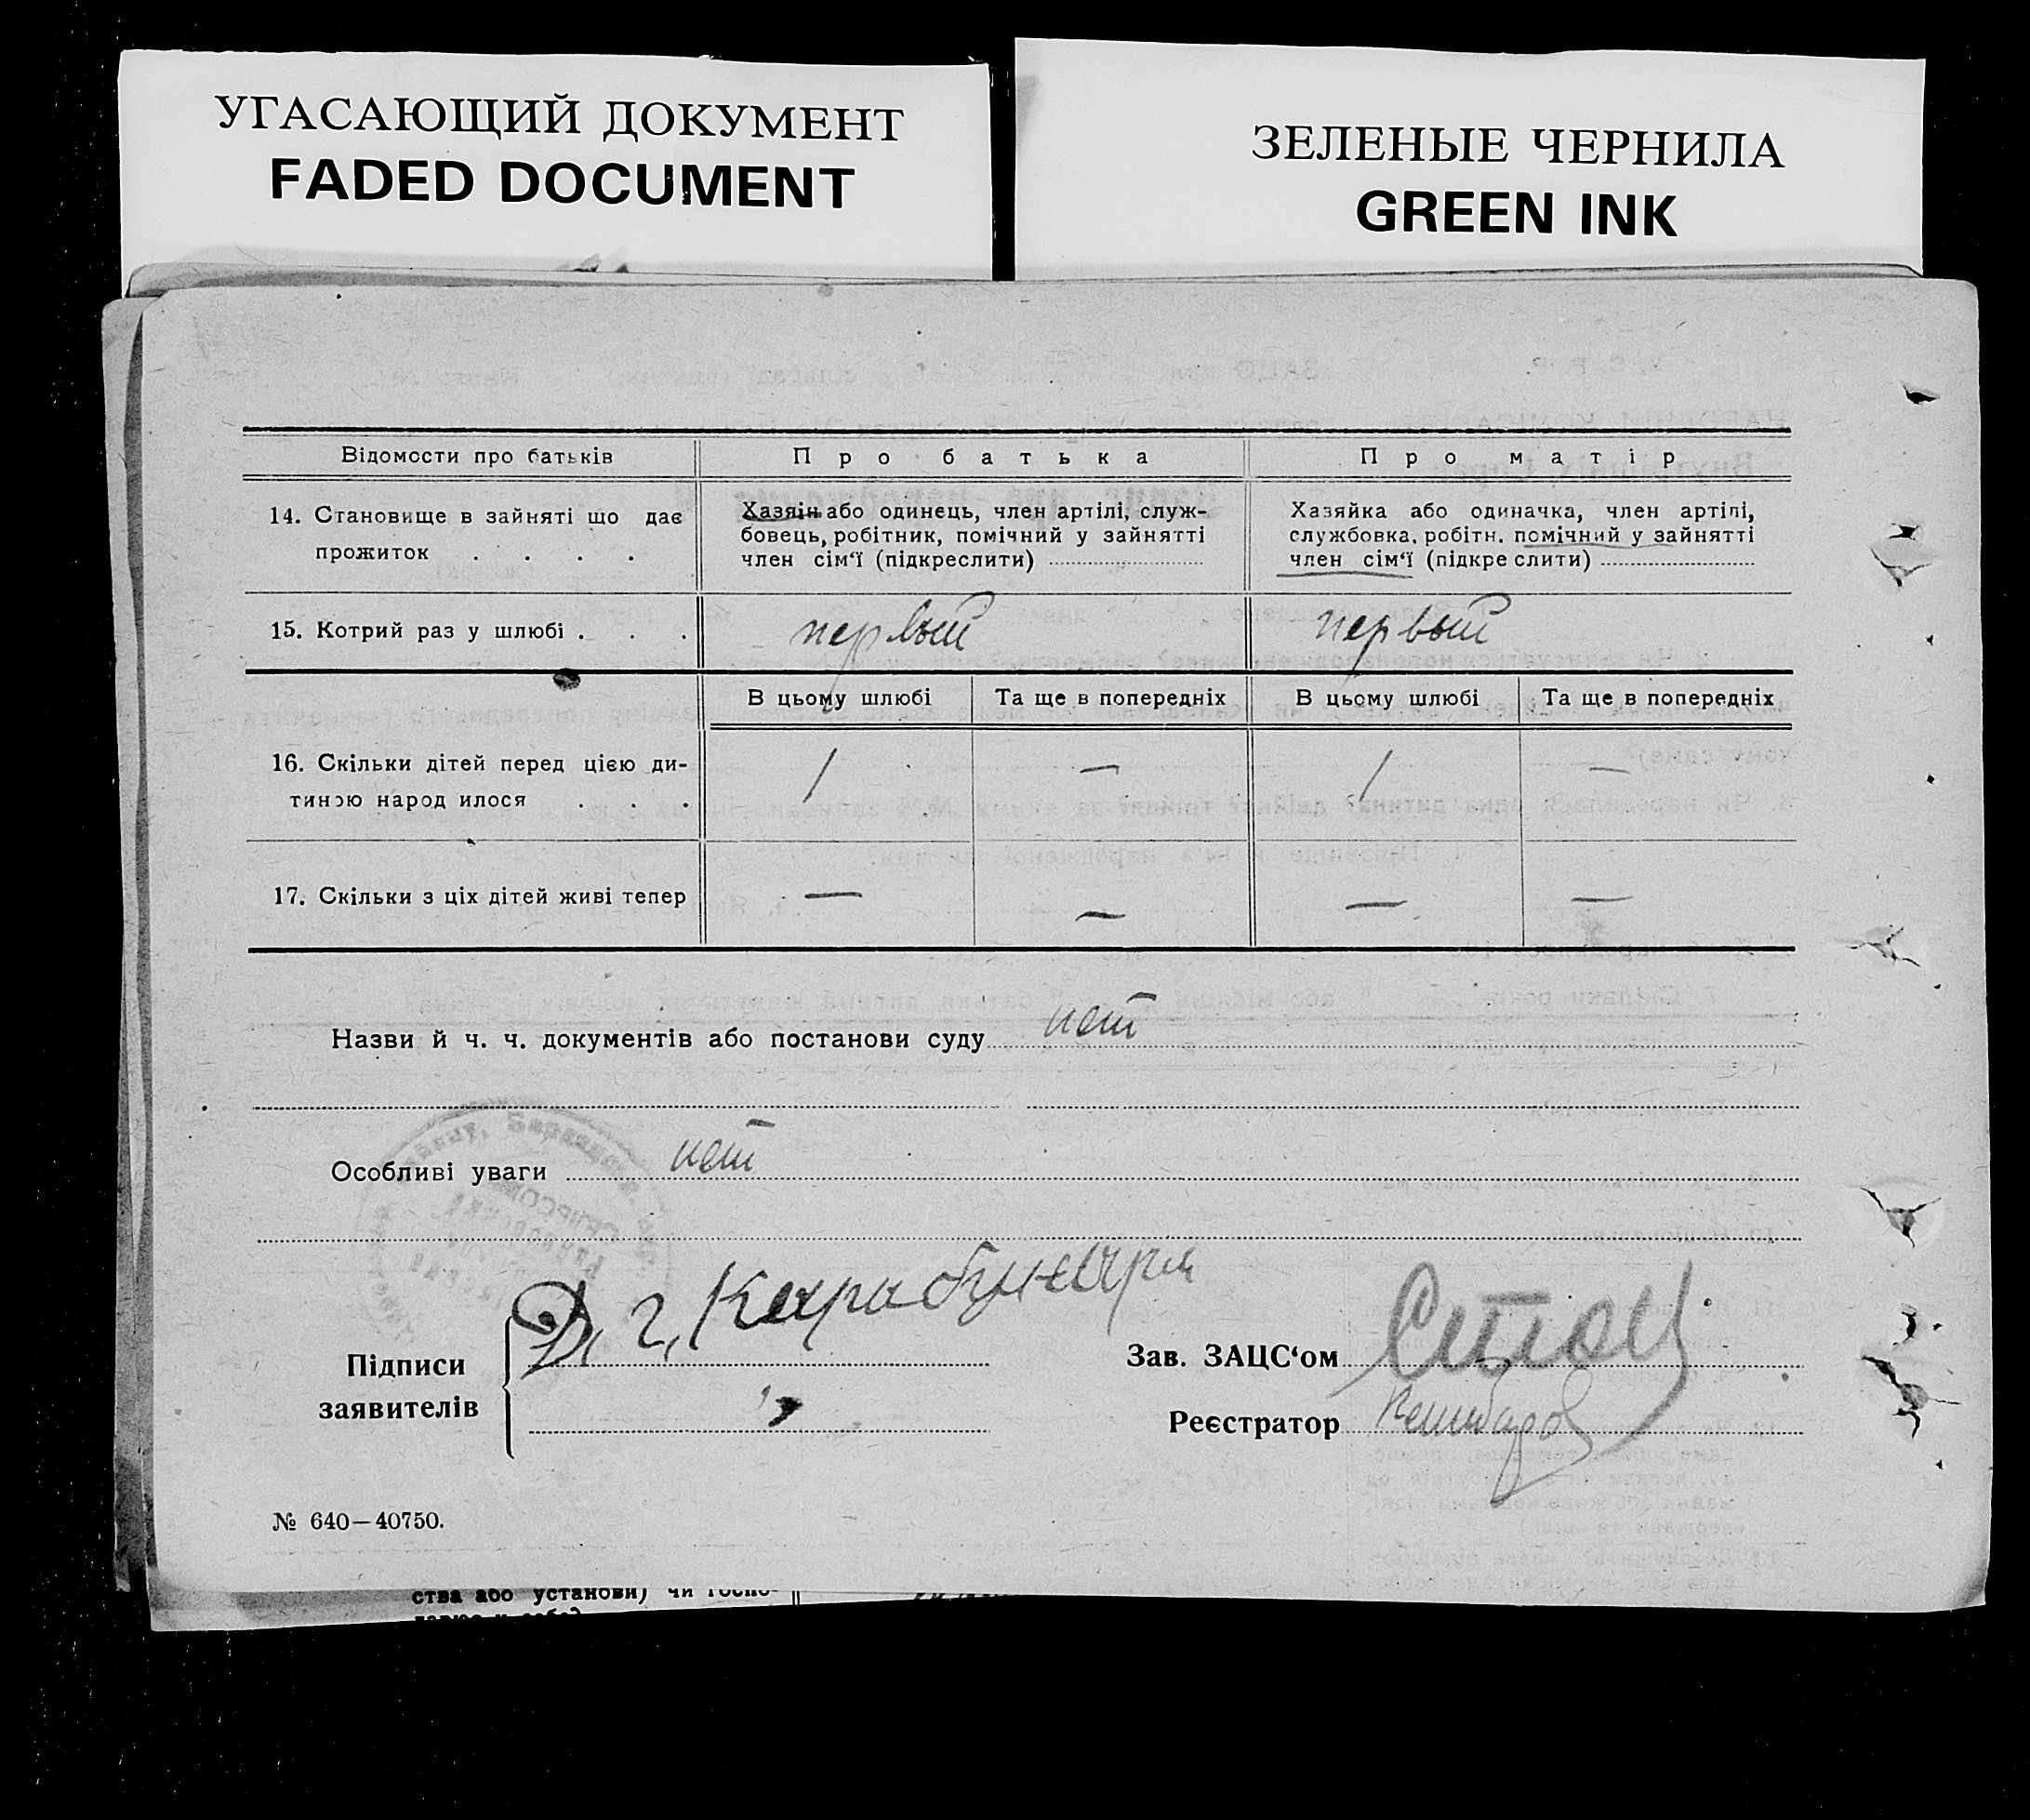 УГАСАЮЩИЙ ДОКУМЕНТ
FADED DOCUMENT
ЗЕЛЕНЫЕ ЧЕРНИЛА
GREEN INK
Відомости про батьків
Про батька
Про матір
14. Становище в зайняті що дає
прожиток . . . .
Хазяїн або одинець, член артілі, служ-
бовець, робітник, помічний у зайнятті
член сім‘ї (підкреслити)
Хазяйка або одиначка, член артілі,
службовка, робітн. помічний у зайнятті
член сім‘ї (підкреслити)
15. Котрий раз у шлюбі . . .
первый
первый
В цьому шлюбі
Та ще в попередніх
В цьому шлюбі
Та ще в попередніх
16. Скільки дітей перед цією ди-
тиною народилося . . .
1
—
1
—
17. Скільки з ціх дітей живі тепер
—
—
—
—
Назви й ч. ч. документів або постанови суду нет
Особливі уваги нет
Підписи
заявителів
Д. г,
Зав. ЗАЦС‘ом
Реєстратор
№ 640—40750.
ства або установи) чи госпо-